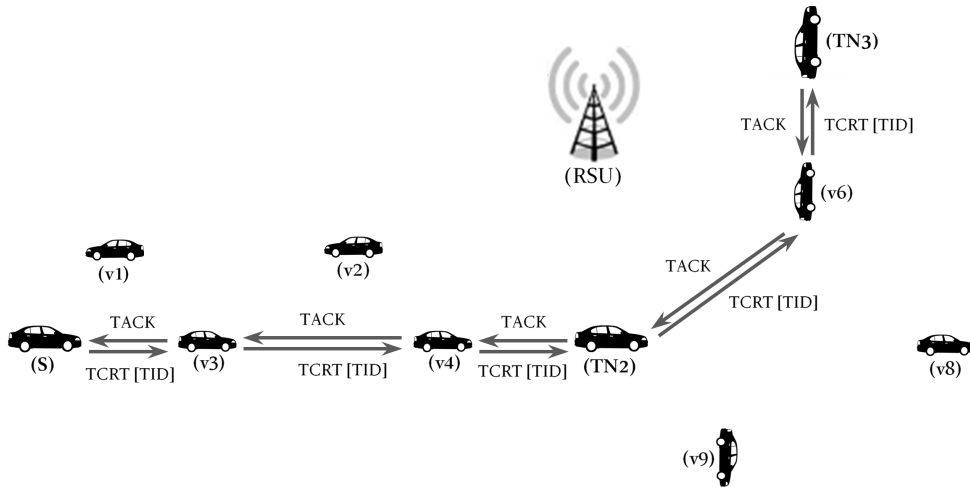 (TN3)
TACK
TCRT [TID]
(RSU)
(v6)
(v1)
(v2)
TACK
TCRT [TID]
TACK
TACK
TACK
(S)
(v3)
(v4)
(TN2)
(v8)
TCRT [TID]
TCRT [TID]
TCRT [TID]
(v9)